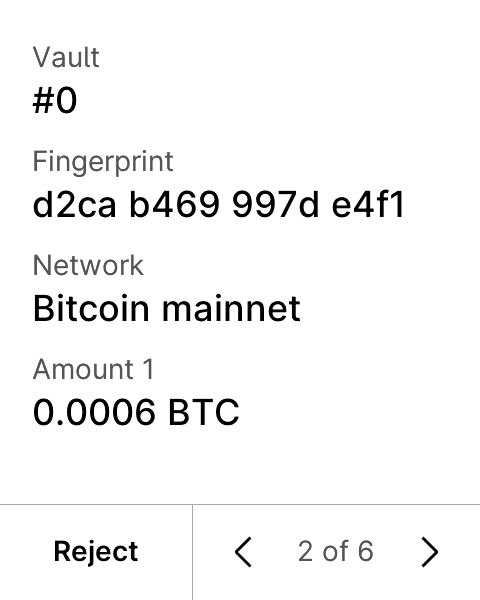 Vault
#0
Fingerprint
d2ca b469 997d e4f1
Network
Bitcoin mainnet
Amount 1
0.0006 BTC
Reject
2 of 6